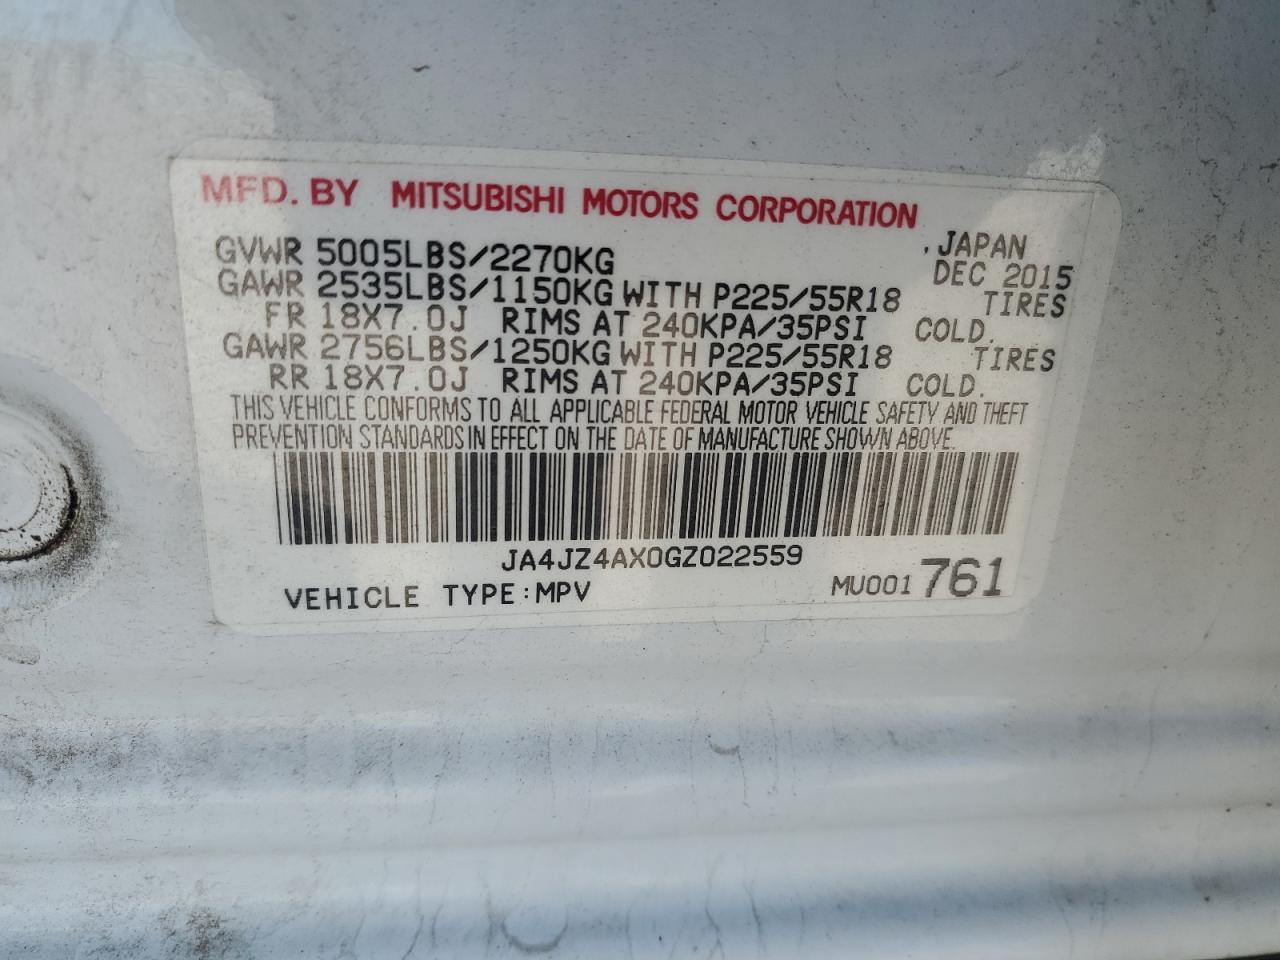 MFD. BY MITSUBISHI MOTORS CORPORATION
GVWR 5005LBS/2270KG JAPAN
DEC 2015
GAWR 2535LBS/1150KG WITH P225/55R18 TIRES
FR 18X7.0J RIMS AT 240KPA/35PSI COLD.
GAWR 2756LBS/1250KG WITH P225/55R18 TIRES
RR 18X7.0J RIMS AT 240KPA/35PSI COLD.
THIS VEHICLE CONFORMS TO ALL APPLICABLE FEDERAL MOTOR VEHICLE SAFETY AND THEFT
PREVENTION STANDARDS IN EFFECT ON THE DATE OF MANUFACTURE SHOWN ABOVE.
JA4JZ4AX0GZ022559
VEHICLE TYPE:MPV MU001 761